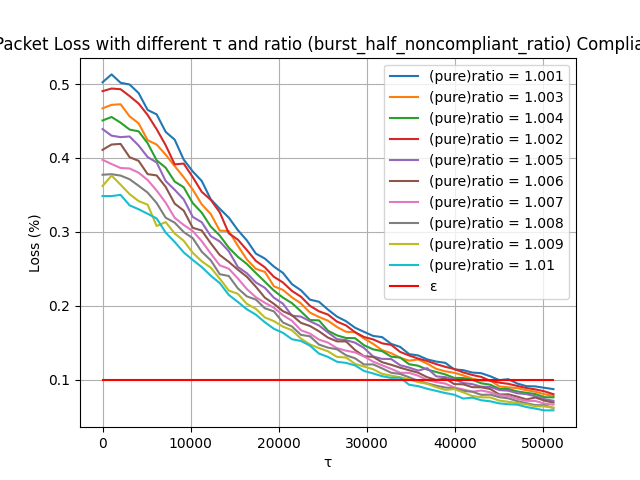 Packet Loss with different τ and ratio (burst_half_noncompliant_ratio) Complia
Loss (%)
0.5
0.4
0.3
0.2
0.1
(pure)ratio = 1.001
(pure)ratio = 1.003
(pure)ratio = 1.004
(pure)ratio = 1.002
(pure)ratio = 1.005
(pure)ratio = 1.006
(pure)ratio = 1.007
(pure)ratio = 1.008
(pure)ratio = 1.009
(pure)ratio = 1.01
ε
0 10000 20000 30000 40000 50000
τ